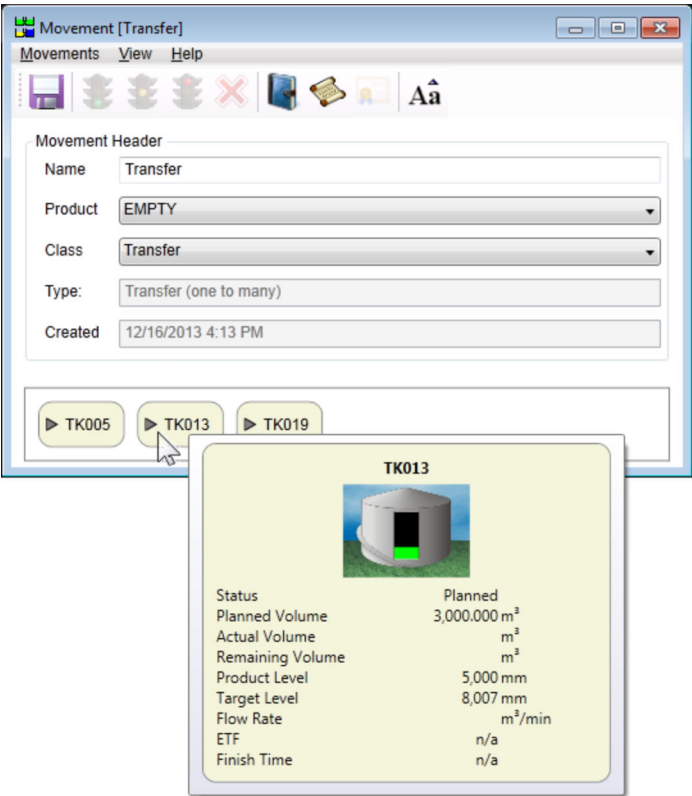 Movement [Transfer]
Movements View Help
Aâ
Movement Header
Name Transfer
Product EMPTY
Class Transfer
Type: Transfer (one to many)
Created 12/16/2013 4:13 PM
TK005 TK013 TK019
TK013
Status Planned
Planned Volume 3,000.000 m³
Actual Volume m³
Remaining Volume m³
Product Level 5,000 mm
Target Level 8,007 mm
Flow Rate m³/min
ETF n/a
Finish Time n/a